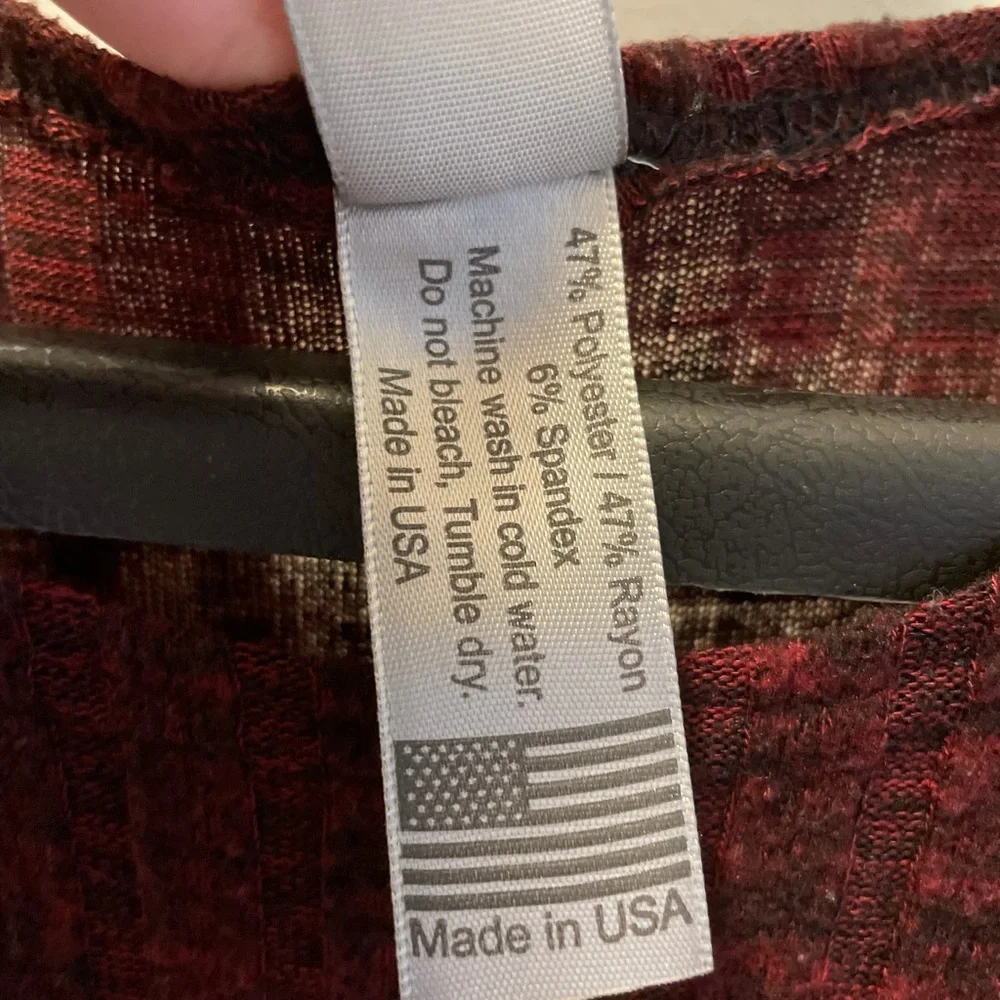 47% Polyester / 47% Rayon
6% Spandex
Machine wash in cold water.
Do not bleach, Tumble dry.
Made in USA
Made in USA